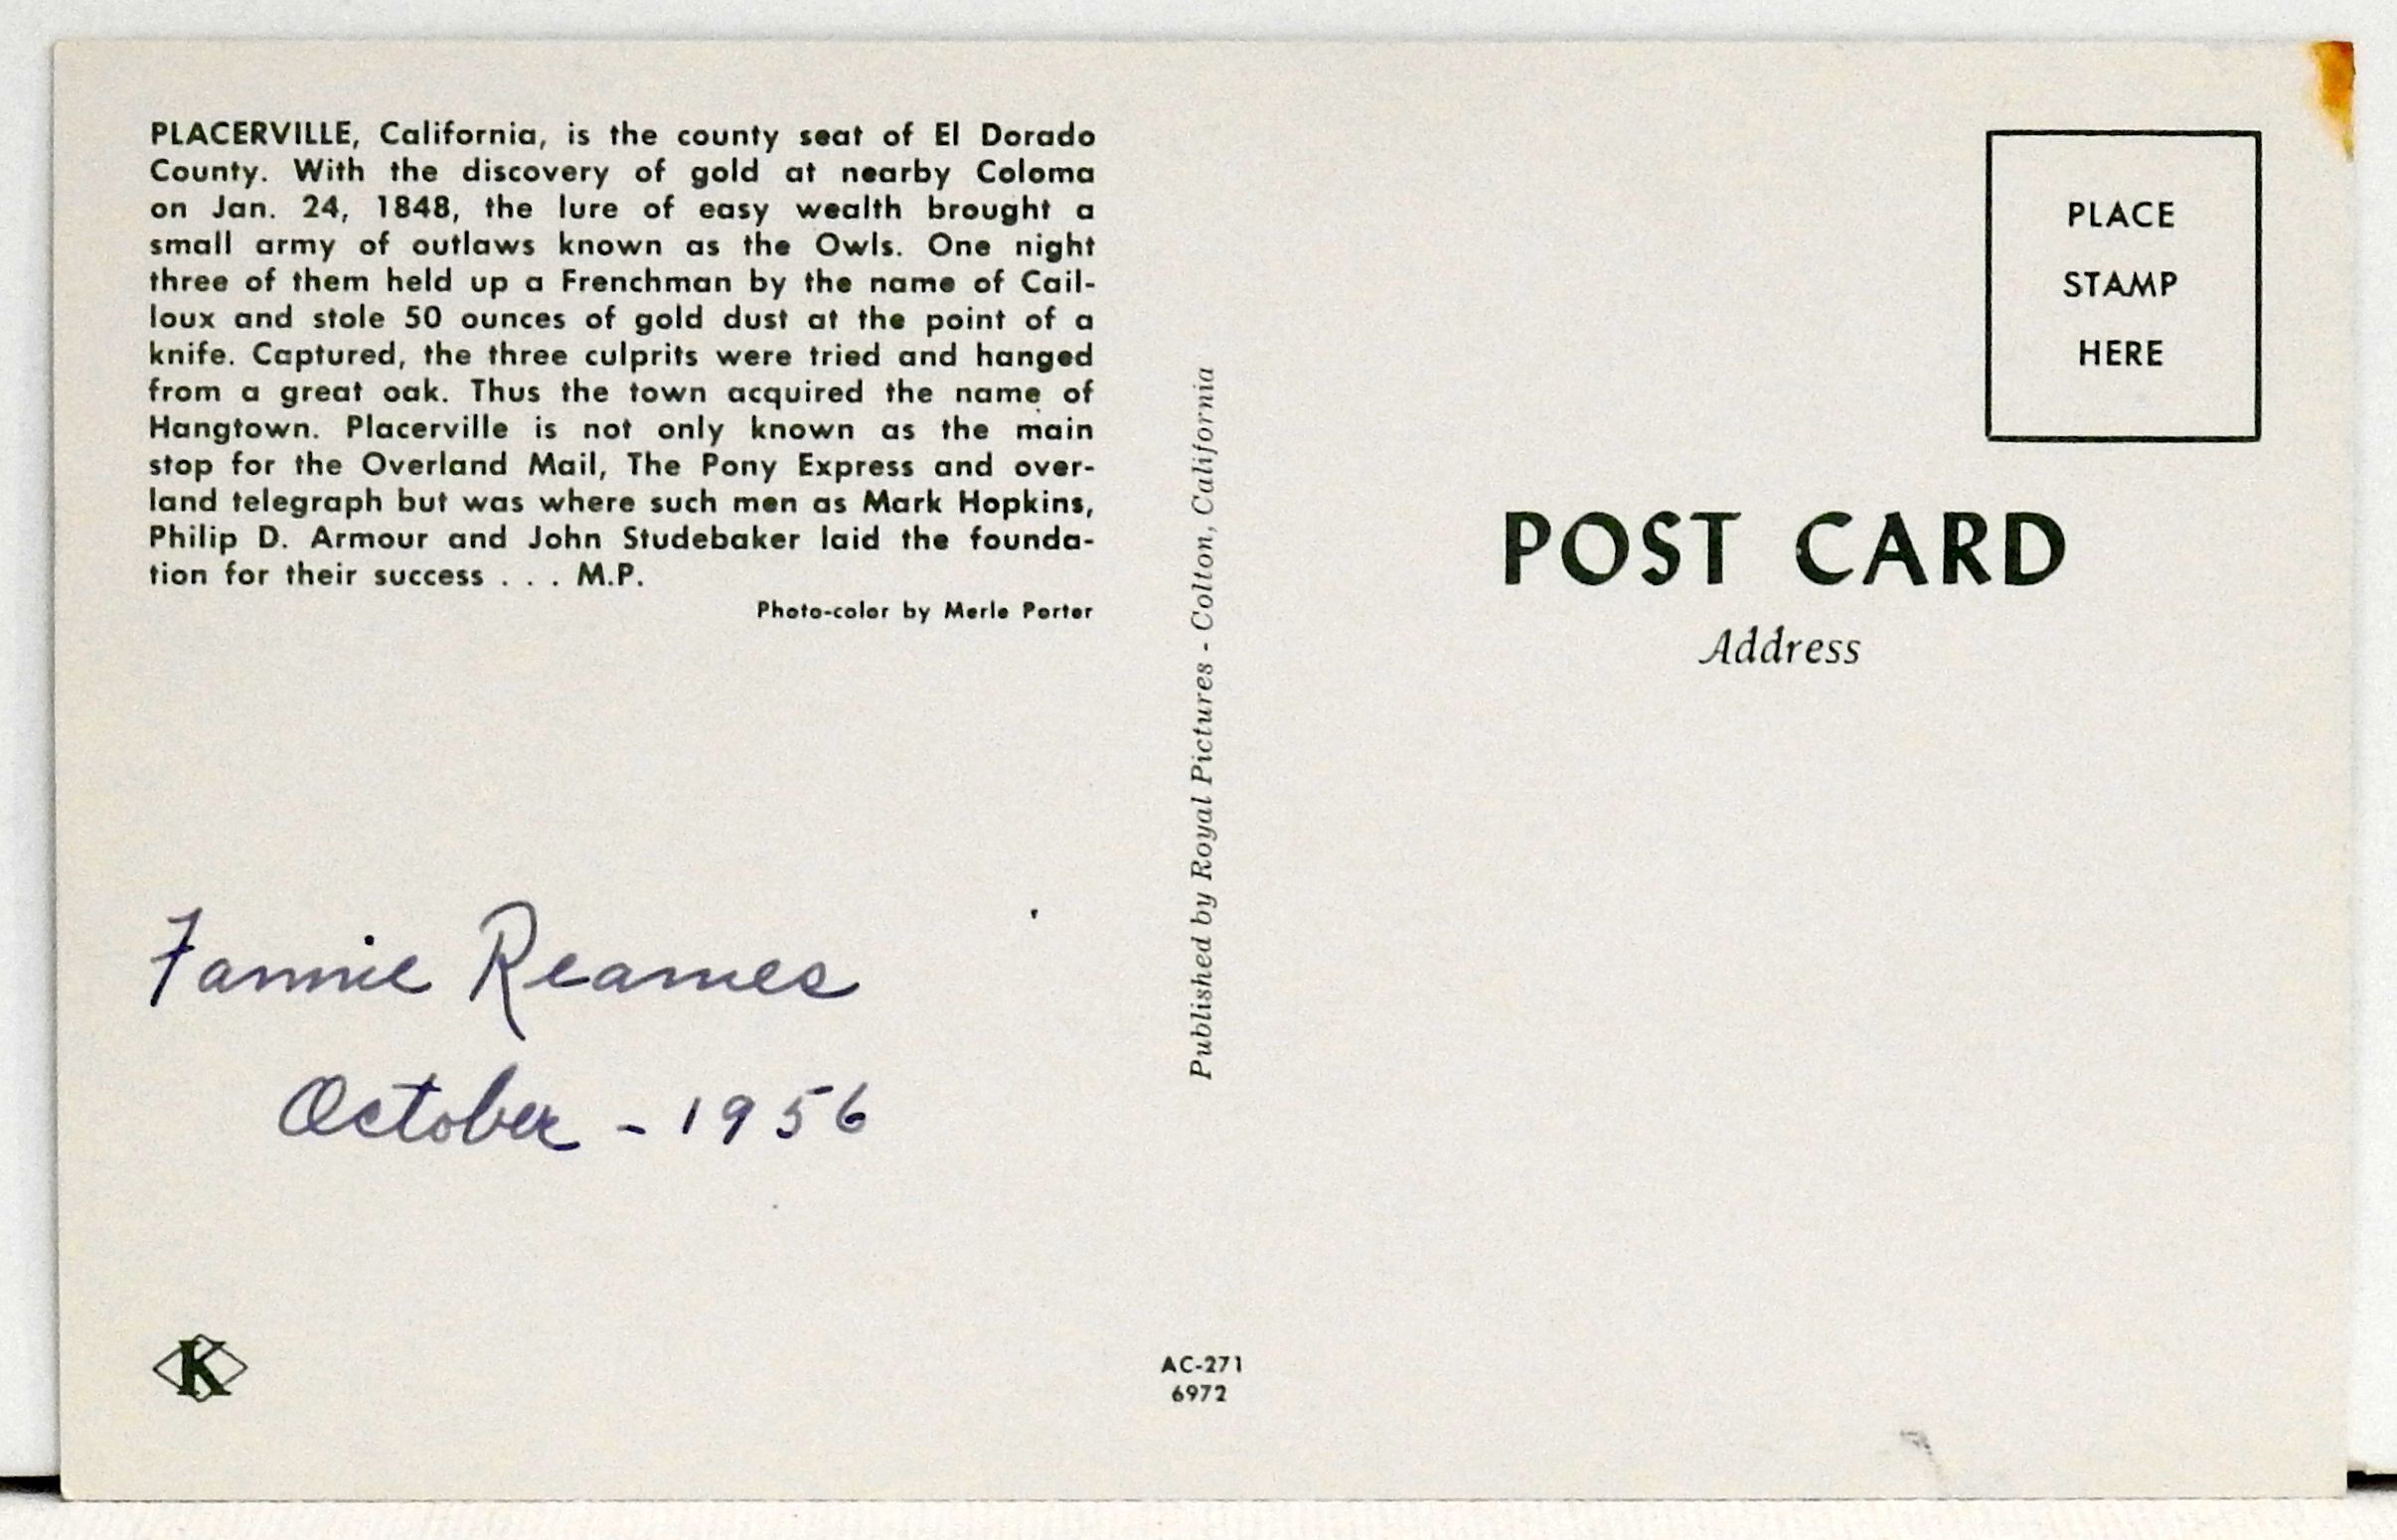 PLACERVILLE, California, is the county seat of El Dorado
County. With the discovery of gold at nearby Coloma
on Jan. 24, 1848, the lure of easy wealth brought a
small army of outlaws known as the Owls. One night
three of them held up a Frenchman by the name of Cail-
loux and stole 50 ounces of gold dust at the point of a
knife. Captured, the three culprits were tried and hanged
from a great oak. Thus the town acquired the name of
Hangtown. Placerville is not only known as the main
stop for the Overland Mail, The Pony Express and over-
land telegraph but was where such men as Mark Hopkins,
Philip D. Armour and John Studebaker laid the founda-
tion for their success . . . M.P.
Photo-color by Merle Porter
Fannie Reames
October - 1956
K
Published by Royal Pictures - Colton, California
AC-271
6972
PLACE
STAMP
HERE
POST CARD
Address